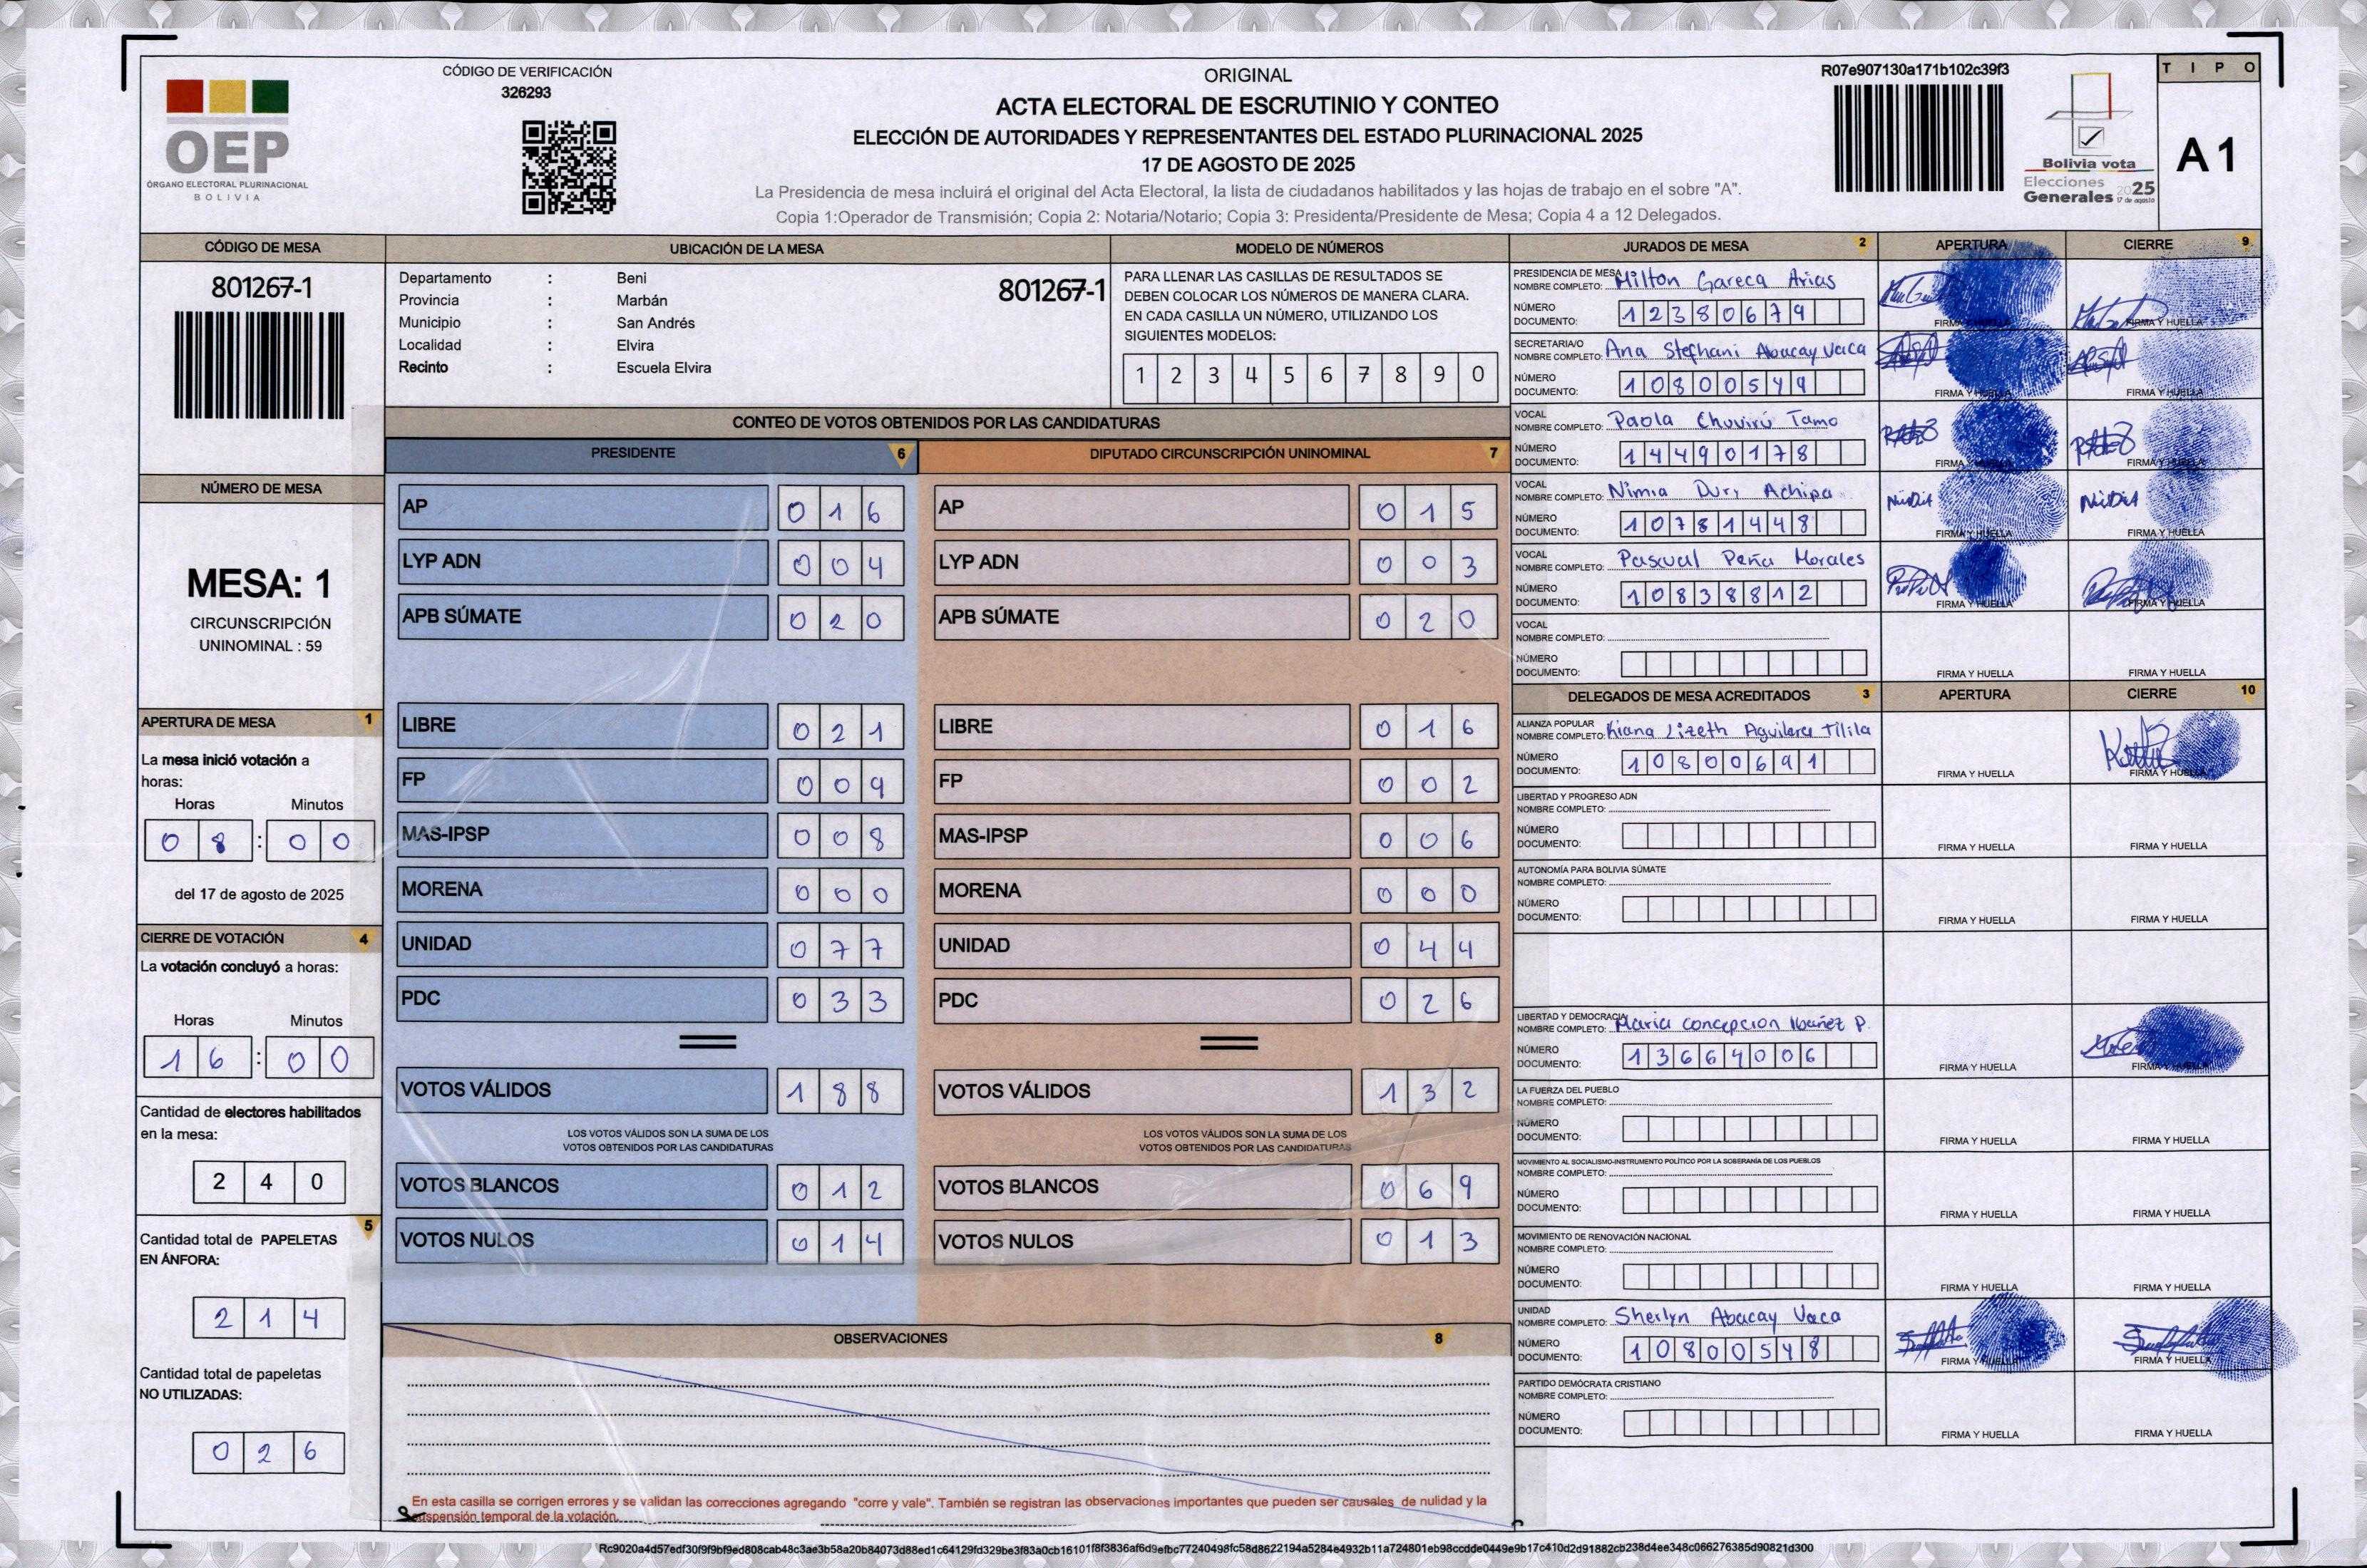 CÓDIGO DE VERIFICACIÓN
326293
OEP
ÓRGANO ELECTORAL PLURINACIONAL
BOLIVIA
ORIGINAL
ACTA ELECTORAL DE ESCRUTINIO Y CONTEO
ELECCIÓN DE AUTORIDADES Y REPRESENTANTES DEL ESTADO PLURINACIONAL 2025
17 DE AGOSTO DE 2025
La Presidencia de mesa incluirá el original del Acta Electoral, la lista de ciudadanos habilitados y las hojas de trabajo en el sobre "A".
Copia 1:Operador de Transmisión; Copia 2: Notaria/Notario; Copia 3: Presidenta/Presidente de Mesa; Copia 4 a 12 Delegados.
R07e907130a171b102c39f3
Bolivia vota
Elecciones
Generales 2025
17 de agosto
TIPO
A1
CÓDIGO DE MESA
801267-1
NÚMERO DE MESA
MESA: 1
CIRCUNSCRIPCIÓN
UNINOMINAL : 59
APERTURA DE MESA 1
La mesa inició votación a
horas:
Horas Minutos
08 : 00
del 17 de agosto de 2025
CIERRE DE VOTACIÓN 4
La votación concluyó a horas:
Horas Minutos
16 : 00
Cantidad de electores habilitados
en la mesa:
240
5
Cantidad total de PAPELETAS
EN ÁNFORA:
214
Cantidad total de papeletas
NO UTILIZADAS:
026
UBICACIÓN DE LA MESA
Departamento : Beni
801267-1
Provincia : Marbán
Municipio : San Andrés
Localidad : Elvira
Recinto : Escuela Elvira
MODELO DE NÚMEROS
PARA LLENAR LAS CASILLAS DE RESULTADOS SE
DEBEN COLOCAR LOS NÚMEROS DE MANERA CLARA.
EN CADA CASILLA UN NÚMERO, UTILIZANDO LOS
SIGUIENTES MODELOS:
1 2 3 4 5 6 7 8 9 0
CONTEO DE VOTOS OBTENIDOS POR LAS CANDIDATURAS
PRESIDENTE 6
AP 016
LYP ADN 004
APB SÚMATE 020
LIBRE 021
FP 009
MAS-IPSP 008
MORENA 000
UNIDAD 077
PDC 033
VOTOS VÁLIDOS 188
LOS VOTOS VÁLIDOS SON LA SUMA DE LOS
VOTOS OBTENIDOS POR LAS CANDIDATURAS
VOTOS BLANCOS 012
VOTOS NULOS 014
DIPUTADO CIRCUNSCRIPCIÓN UNINOMINAL 7
AP 015
LYP ADN 003
APB SÚMATE 020
LIBRE 016
FP 002
MAS-IPSP 006
MORENA 000
UNIDAD 044
PDC 026
VOTOS VÁLIDOS 132
LOS VOTOS VÁLIDOS SON LA SUMA DE LOS
VOTOS OBTENIDOS POR LAS CANDIDATURAS
VOTOS BLANCOS 069
VOTOS NULOS 013
OBSERVACIONES 8
En esta casilla se corrigen errores y se validan las correcciones agregando "corre y vale". También se registran las observaciones importantes que pueden ser causales de nulidad y la
suspensión temporal de la votación.
JURADOS DE MESA 2 APERTURA CIERRE 9
PRESIDENCIA DE MESA
NOMBRE COMPLETO: Milton Gareca Arias
NÚMERO
DOCUMENTO: 12380679
FIRMA Y HUELLA FIRMA Y HUELLA
SECRETARIA/O
NOMBRE COMPLETO: Ana Stephani Abacay Vaca
NÚMERO
DOCUMENTO: 10800549
FIRMA Y HUELLA FIRMA Y HUELLA
VOCAL
NOMBRE COMPLETO: Paola Chuvirú Tamo
NÚMERO
DOCUMENTO: 14490178
FIRMA Y HUELLA FIRMA Y HUELLA
VOCAL
NOMBRE COMPLETO: Nimia Dury Achipa
NÚMERO
DOCUMENTO: 10781448
FIRMA Y HUELLA FIRMA Y HUELLA
VOCAL
NOMBRE COMPLETO: Pascual Peña Morales
NÚMERO
DOCUMENTO: 10838812
FIRMA Y HUELLA FIRMA Y HUELLA
VOCAL
NOMBRE COMPLETO:
NÚMERO
DOCUMENTO:
FIRMA Y HUELLA FIRMA Y HUELLA
DELEGADOS DE MESA ACREDITADOS 3 APERTURA CIERRE 10
ALIANZA POPULAR
NOMBRE COMPLETO: Kiana Lizeth Aguilera Tilila
NÚMERO
DOCUMENTO: 10800691
FIRMA Y HUELLA FIRMA Y HUELLA
LIBERTAD Y PROGRESO ADN
NOMBRE COMPLETO:
NÚMERO
DOCUMENTO:
FIRMA Y HUELLA FIRMA Y HUELLA
AUTONOMÍA PARA BOLIVIA SÚMATE
NOMBRE COMPLETO:
NÚMERO
DOCUMENTO:
FIRMA Y HUELLA FIRMA Y HUELLA
LIBERTAD Y DEMOCRACIA
NOMBRE COMPLETO: Maria Concepcion Ibañez P.
NÚMERO
DOCUMENTO: 13664006
FIRMA Y HUELLA FIRMA Y HUELLA
LA FUERZA DEL PUEBLO
NOMBRE COMPLETO:
NÚMERO
DOCUMENTO:
FIRMA Y HUELLA FIRMA Y HUELLA
MOVIMIENTO AL SOCIALISMO-INSTRUMENTO POLÍTICO POR LA SOBERANÍA DE LOS PUEBLOS
NOMBRE COMPLETO:
NÚMERO
DOCUMENTO:
FIRMA Y HUELLA FIRMA Y HUELLA
MOVIMIENTO DE RENOVACIÓN NACIONAL
NOMBRE COMPLETO:
NÚMERO
DOCUMENTO:
FIRMA Y HUELLA FIRMA Y HUELLA
UNIDAD
NOMBRE COMPLETO: Sherlyn Abacay Vaca
NÚMERO
DOCUMENTO: 10800548
FIRMA Y HUELLA FIRMA Y HUELLA
PARTIDO DEMÓCRATA CRISTIANO
NOMBRE COMPLETO:
NÚMERO
DOCUMENTO:
FIRMA Y HUELLA FIRMA Y HUELLA